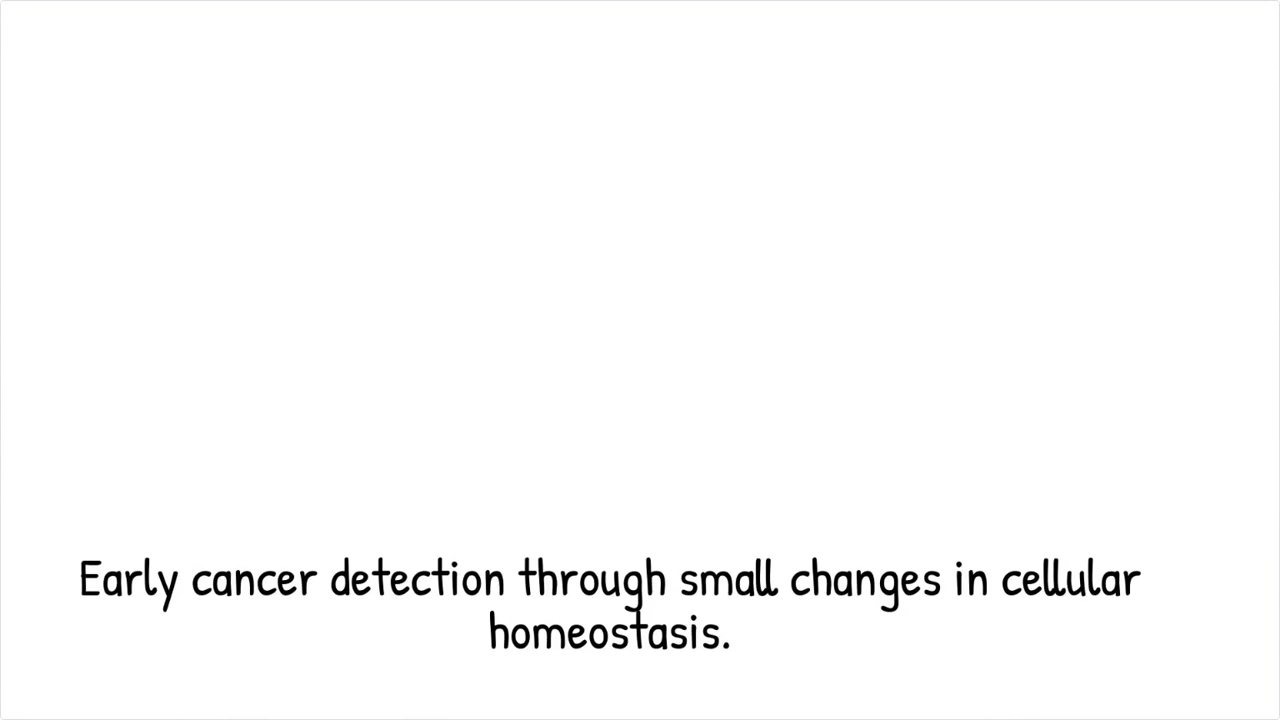 Early cancer detection through small changes in cellular
homeostasis.